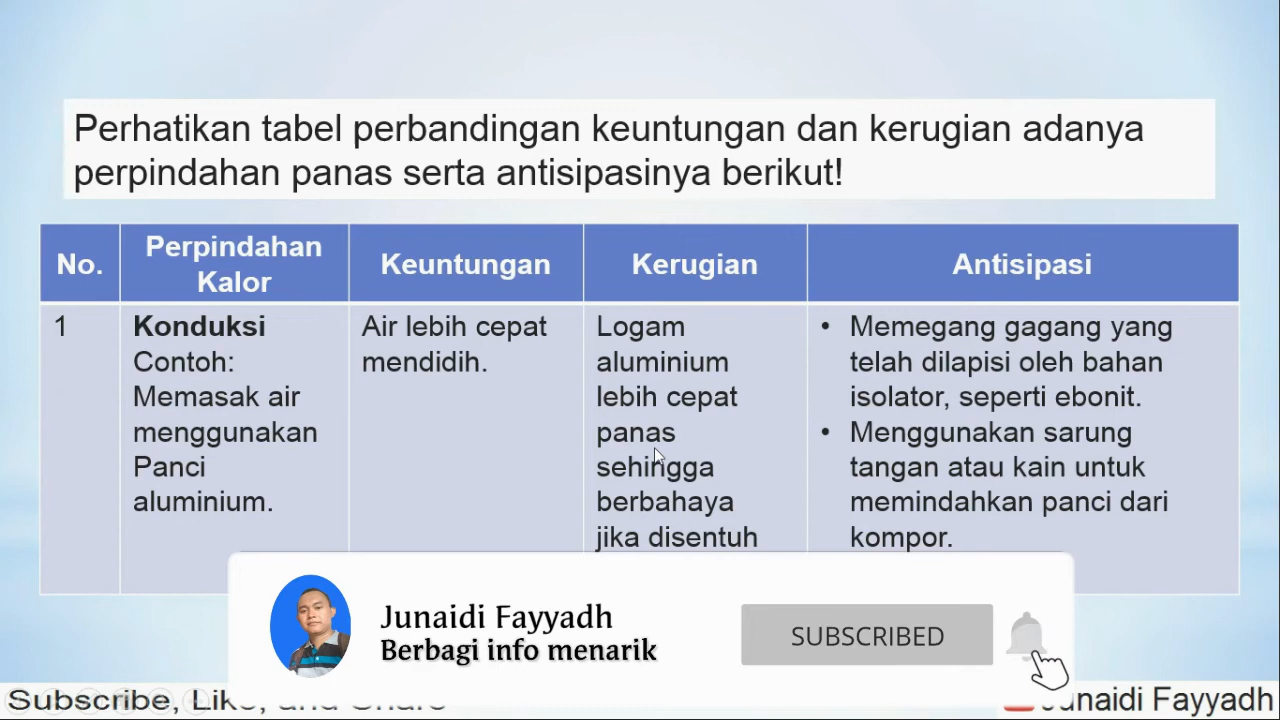 Perhatikan tabel perbandingan keuntungan dan kerugian adanya
perpindahan panas serta antisipasinya berikut!
No.
Perpindahan
Kalor
Keuntungan
Kerugian
Antisipasi
1
Konduksi
Contoh:
Memasak air
menggunakan
Panci
aluminium.
Air lebih cepat
mendidih.
Logam
aluminium
lebih cepat
panas
sehingga
berbahaya
jika disentuh
• Memegang gagang yang
telah dilapisi oleh bahan
isolator, seperti ebonit.
• Menggunakan sarung
tangan atau kain untuk
memindahkan panci dari
kompor.
Junaidi Fayyadh
Berbagi info menarik
SUBSCRIBED
Subscribe, Like, and Share
Junaidi Fayyadh